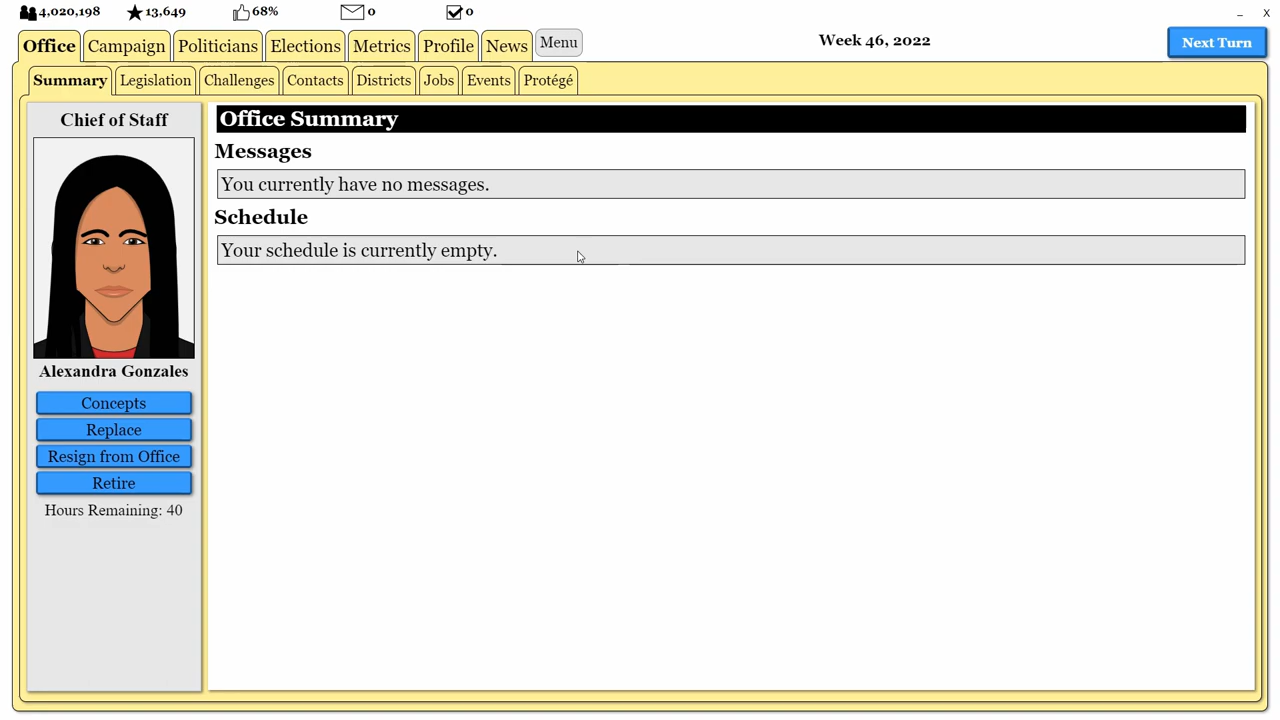 4,020,198 13,649 68% 0 0 _ X
Office Campaign Politicians Elections Metrics Profile News Menu Week 46, 2022 Next Turn
Summary Legislation Challenges Contacts Districts Jobs Events Protégé
Chief of Staff
Alexandra Gonzales
Concepts
Replace
Resign from Office
Retire
Hours Remaining: 40
Office Summary
Messages
You currently have no messages.
Schedule
Your schedule is currently empty.